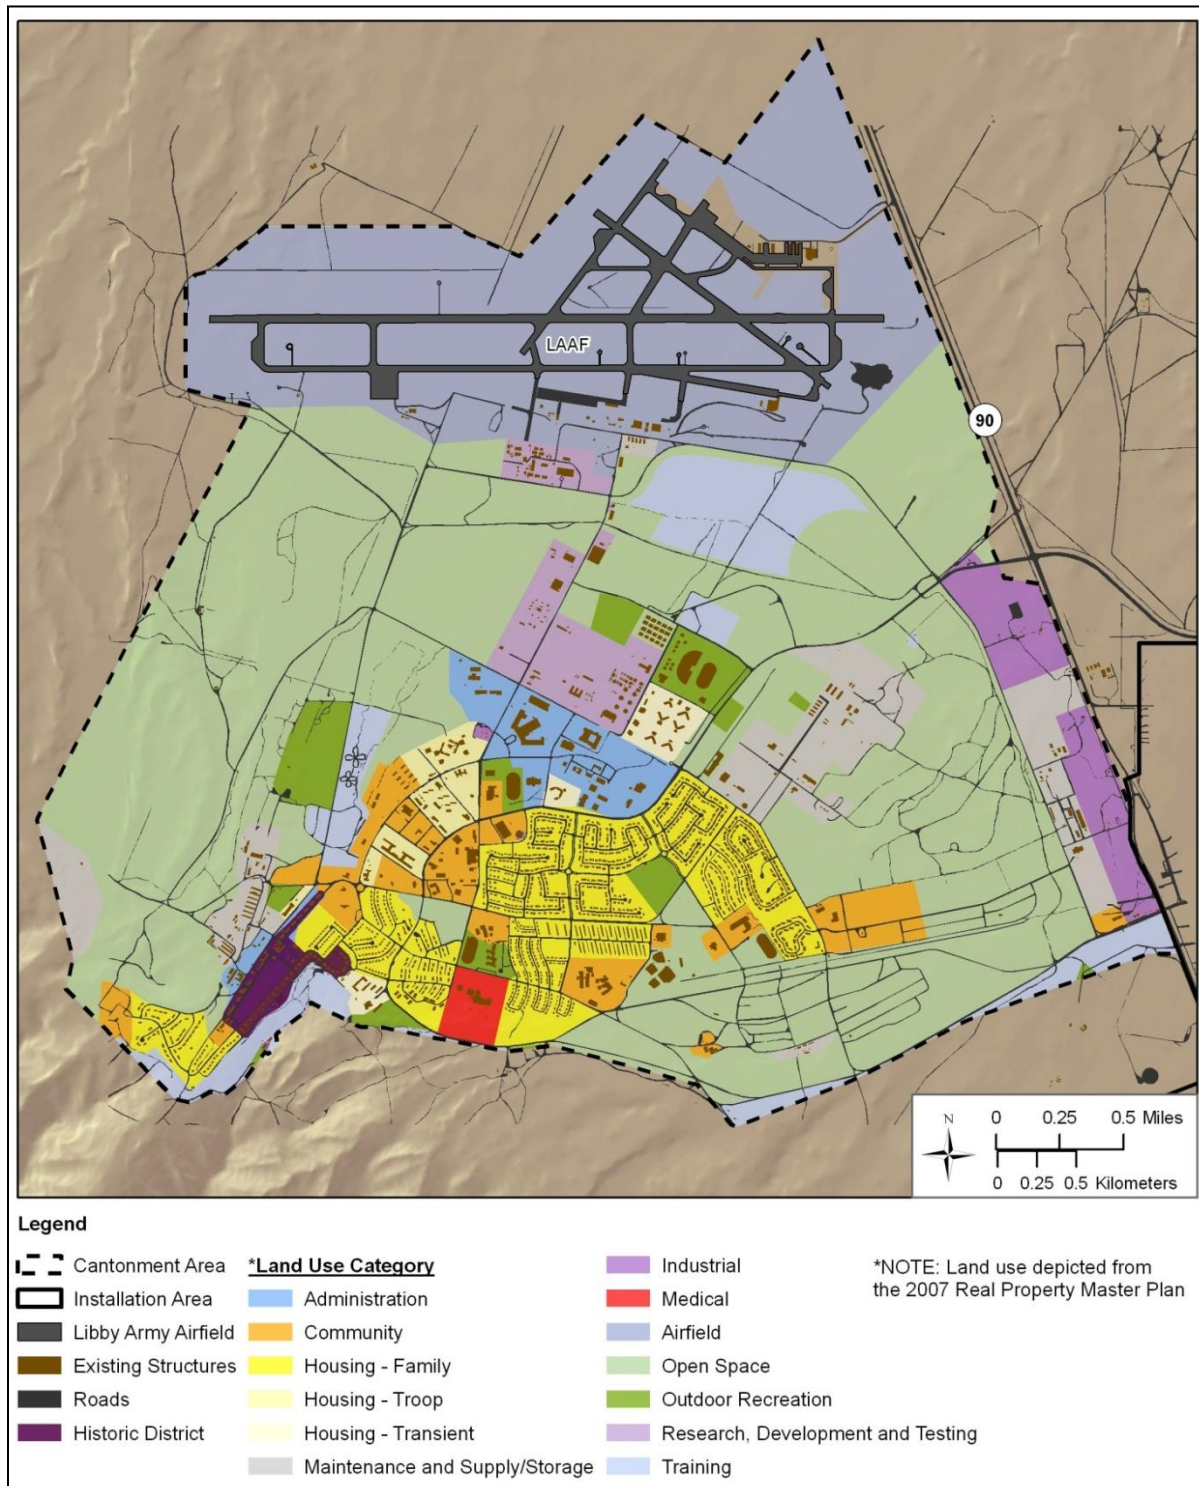 LAAF
90
N
0 0.25 0.5 Miles
0 0.25 0.5 Kilometers
Legend
Cantonment Area
Installation Area
Libby Army Airfield
Existing Structures
Roads
Historic District
*Land Use Category
Administration
Community
Housing - Family
Housing - Troop
Housing - Transient
Maintenance and Supply/Storage
Industrial
Medical
Airfield
Open Space
Outdoor Recreation
Research, Development and Testing
Training
*NOTE: Land use depicted from
the 2007 Real Property Master Plan